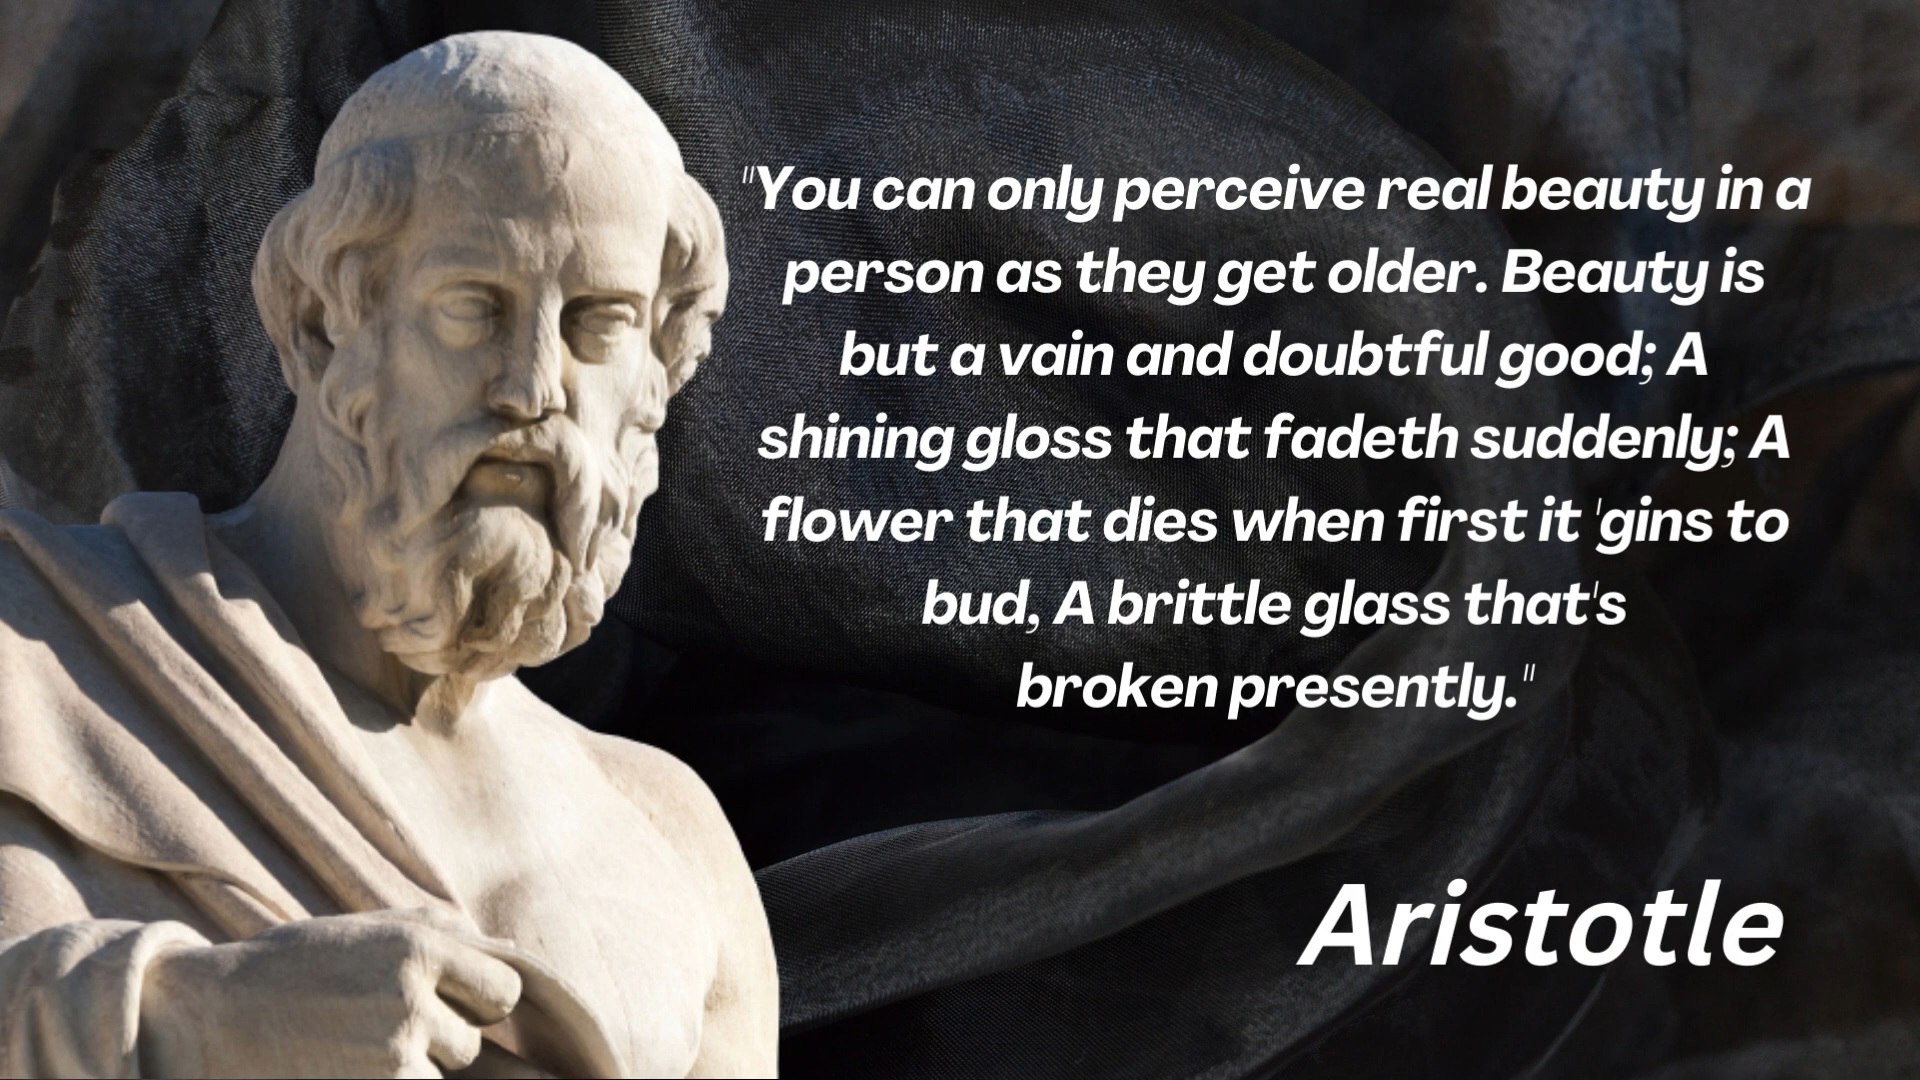 "You can only perceive real beauty in a
person as they get older. Beauty is
but a vain and doubtful good; A
shining gloss that fadeth suddenly; A
flower that dies when first it 'gins to
bud, A brittle glass that's
broken presently."
Aristotle